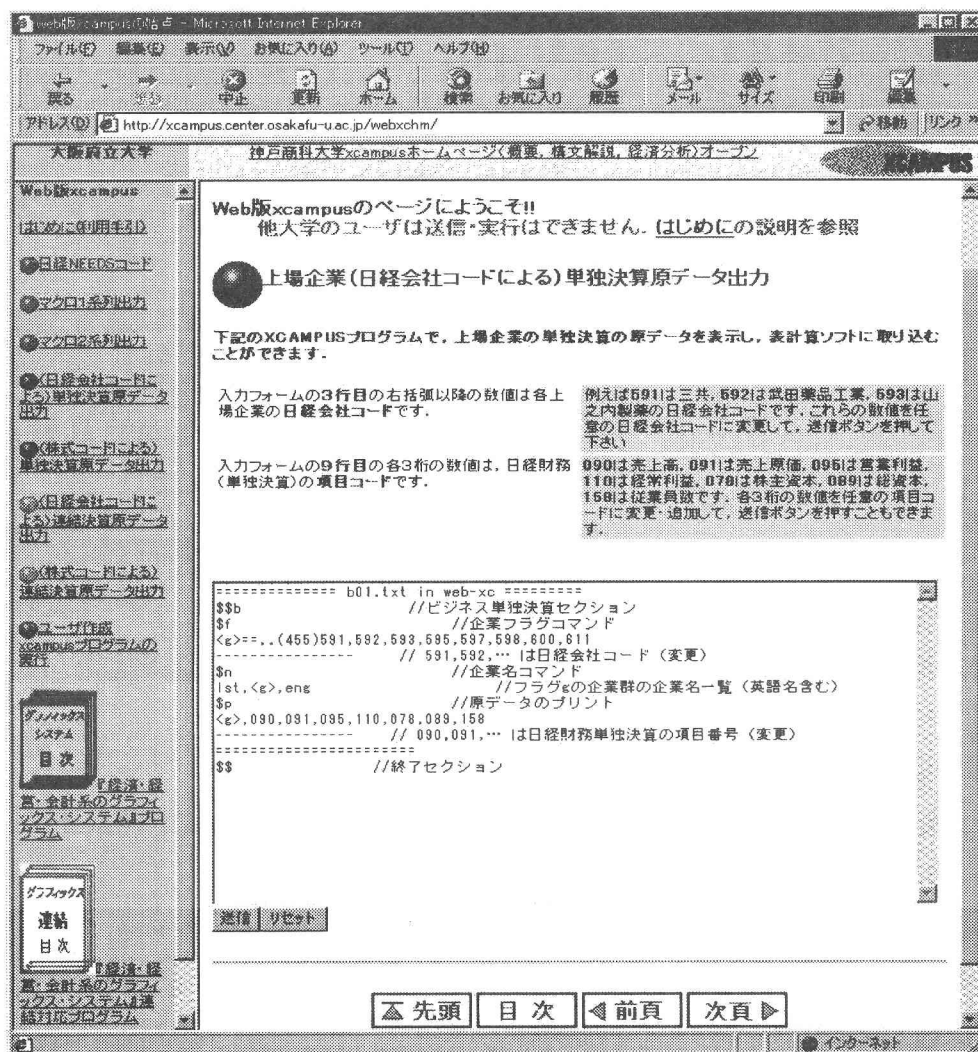 web版xcampusの拠点 - Microsoft Internet Explorer
ファイル(F) 編集(E) 表示(V) お気に入り(A) ツール(T) ヘルプ(H)
戻る 中止 更新 ホーム 検索 お気に入り 履歴 メール サイズ 印刷 編集
アドレス(D) http://xcampus.center.osakafu-u.ac.jp/webxchm/ 移動 リンク »
大阪府立大学
神戸商科大学xcampusホームページ(概要, 構文解説, 経済分析)オープン
XCAMPUS
Web版xcampus
はじめに(利用手引)
日経NEEDSコード
マクロ1系列出力
マクロ2系列出力
(日経会社コードに
よる)単独決算原データ
出力
(株式コードによる)
単独決算原データ出力
(日経会社コードに
よる)連結決算原データ
出力
(株式コードによる)
連結決算原データ出力
ユーザ作成
xcampusプログラムの
実行
グラフィックス
システム
目次
『経済・経
営・会計系のグラフィ
ックス・システム』プロ
グラム
グラフィックス
連結
目次
『経済・経
営・会計系のグラフィ
ックス・システム』連
結対応プログラム
Web版xcampusのページにようこそ!!
他大学のユーザは送信・実行はできません. はじめにの説明を参照
上場企業(日経会社コードによる)単独決算原データ出力
下記のXCAMPUSプログラムで, 上場企業の単独決算の原データを表示し, 表計算ソフトに取り込む
ことができます.
入力フォームの3行目の右括弧以降の数値は各上
場企業の日経会社コードです.
例えば591は三共, 592は武田薬品工業, 593は山
之内製薬の日経会社コードです. これらの数値を任
意の日経会社コードに変更して, 送信ボタンを押して
下さい
入力フォームの9行目の各3桁の数値は, 日経財務
(単独決算)の項目コードです.
090は売上高, 091は売上原価, 095は営業利益,
110は経常利益, 078は株主資本, 089は総資本,
158は従業員数です. 各3桁の数値を任意の項目コ
ードに変更・追加して, 送信ボタンを押すこともできま
す.
============== b01.txt in web-xc =========
$$b //ビジネス単独決算セクション
$f //企業フラグコマンド
<g>==..(455)591,592,593,595,597,598,600,611
---------------- // 591,592,… は日経会社コード (変更)
$n //企業名コマンド
lst,<g>,eng //フラグgの企業群の企業名一覧 (英語名含む)
$p //原データのプリント
<g>,090,091,095,110,078,089,158
---------------- // 090,091,… は日経財務単独決算の項目番号 (変更)
=======================
$$ //終了セクション
送信 リセット
先頭 目次 前頁 次頁
インターネット